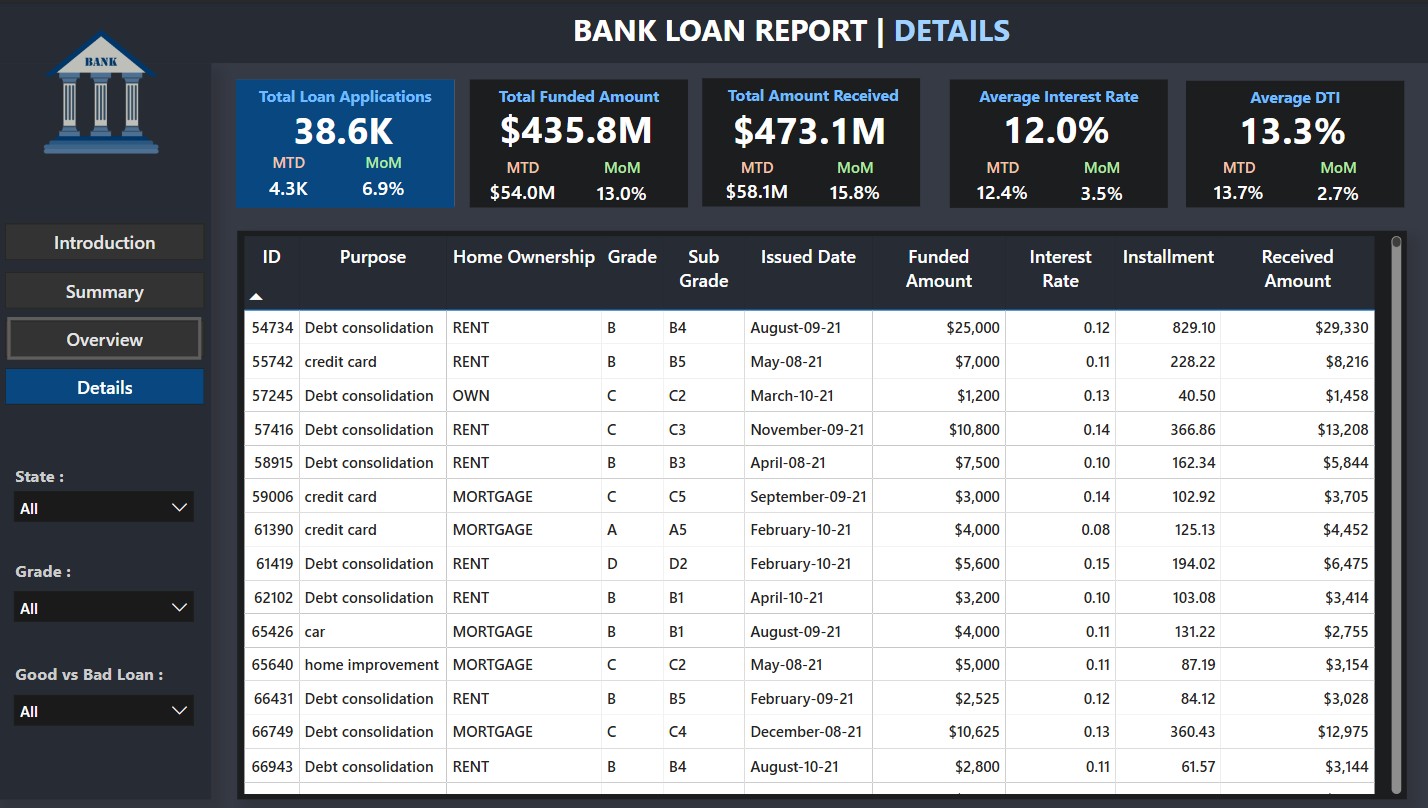 BANK LOAN REPORT | DETAILS
BANK
Total Loan Applications
38.6K
MTD MoM
4.3K 6.9%
Total Funded Amount
$435.8M
MTD MoM
$54.0M 13.0%
Total Amount Received
$473.1M
MTD MoM
$58.1M 15.8%
Average Interest Rate
12.0%
MTD MoM
12.4% 3.5%
Average DTI
13.3%
MTD MoM
13.7% 2.7%
Introduction
Summary
Overview
Details
State :
All
Grade :
All
Good vs Bad Loan :
All
ID Purpose Home Ownership Grade Sub Grade Issued Date Funded Amount Interest Rate Installment Received Amount
54734 Debt consolidation RENT B B4 August-09-21 $25,000 0.12 829.10 $29,330
55742 credit card RENT B B5 May-08-21 $7,000 0.11 228.22 $8,216
57245 Debt consolidation OWN C C2 March-10-21 $1,200 0.13 40.50 $1,458
57416 Debt consolidation RENT C C3 November-09-21 $10,800 0.14 366.86 $13,208
58915 Debt consolidation RENT B B3 April-08-21 $7,500 0.10 162.34 $5,844
59006 credit card MORTGAGE C C5 September-09-21 $3,000 0.14 102.92 $3,705
61390 credit card MORTGAGE A A5 February-10-21 $4,000 0.08 125.13 $4,452
61419 Debt consolidation RENT D D2 February-10-21 $5,600 0.15 194.02 $6,475
62102 Debt consolidation RENT B B1 April-10-21 $3,200 0.10 103.08 $3,414
65426 car MORTGAGE B B1 August-09-21 $4,000 0.11 131.22 $2,755
65640 home improvement MORTGAGE C C2 May-08-21 $5,000 0.11 87.19 $3,154
66431 Debt consolidation RENT B B5 February-09-21 $2,525 0.12 84.12 $3,028
66749 Debt consolidation MORTGAGE C C4 December-08-21 $10,625 0.13 360.43 $12,975
66943 Debt consolidation RENT B B4 August-10-21 $2,800 0.11 61.57 $3,144